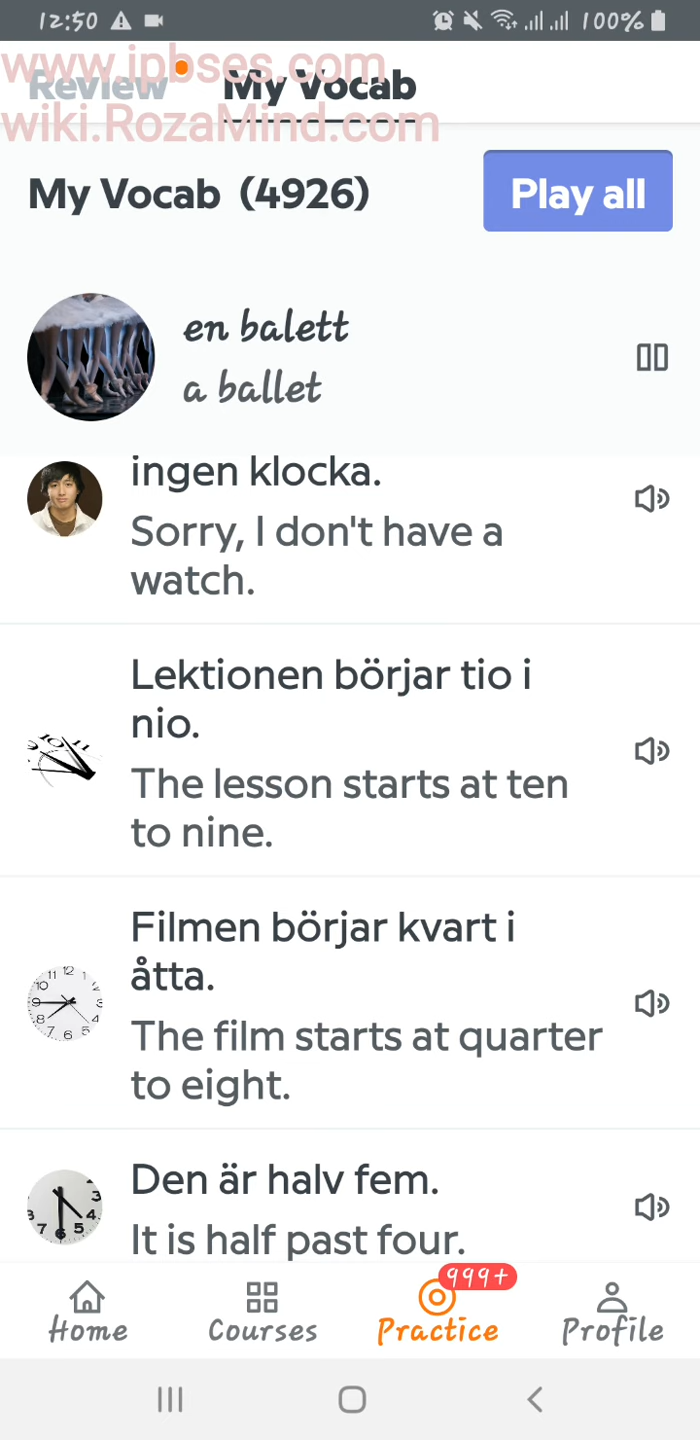 12:50 100%
www.ipbses.com
Review My Vocab
wiki.RozaMind.com
My Vocab (4926) Play all
en balett
a ballet
ingen klocka.
Sorry, I don't have a
watch.
Lektionen börjar tio i
nio.
The lesson starts at ten
to nine.
Filmen börjar kvart i
åtta.
The film starts at quarter
to eight.
Den är halv fem.
It is half past four.
999+
Home Courses Practice Profile